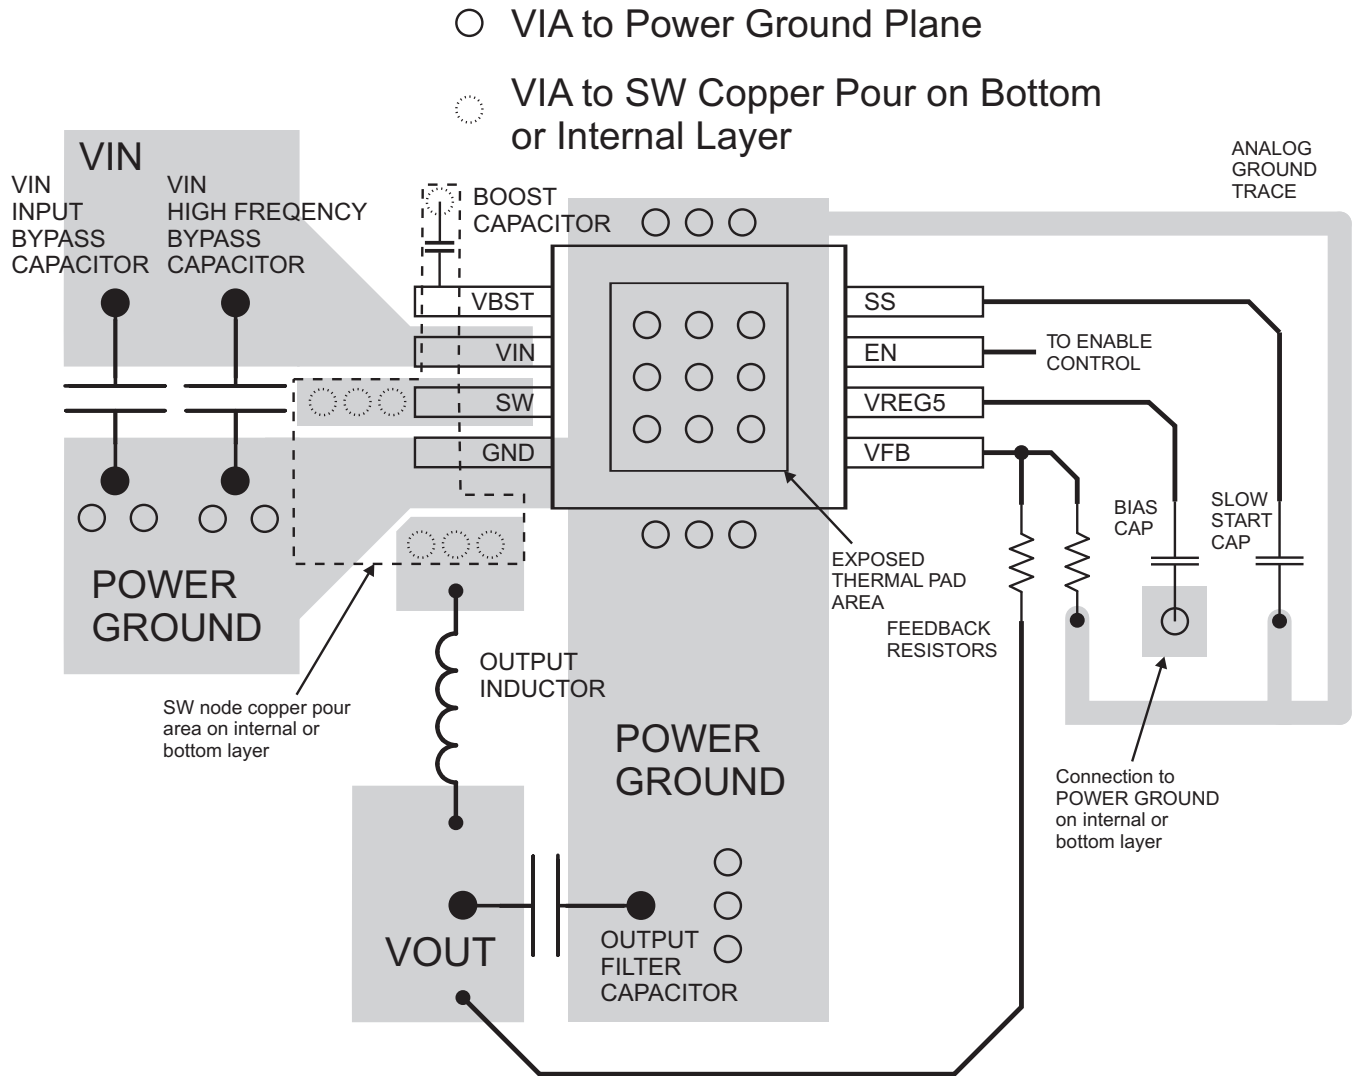 VIA to Power Ground Plane
VIA to SW Copper Pour on Bottom
or Internal Layer
ANALOG
GROUND
TRACE
VIN
VIN
INPUT
BYPASS
CAPACITOR
VIN
HIGH FREQENCY
BYPASS
CAPACITOR
BOOST
CAPACITOR
VBST
VIN
SW
GND
SS
EN
VREG5
VFB
TO ENABLE
CONTROL
BIAS
CAP
SLOW
START
CAP
EXPOSED
THERMAL PAD
AREA
FEEDBACK
RESISTORS
POWER
GROUND
OUTPUT
INDUCTOR
SW node copper pour
area on internal or
bottom layer
POWER
GROUND
Connection to
POWER GROUND
on internal or
bottom layer
VOUT
OUTPUT
FILTER
CAPACITOR